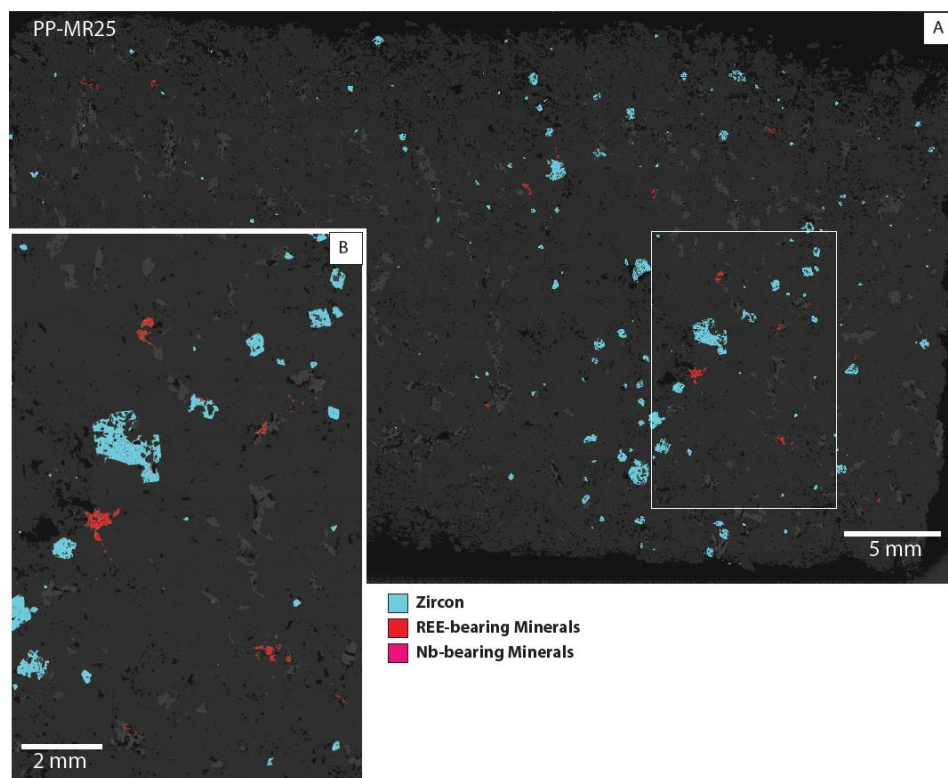 PP-MR25
A
B
5 mm
Zircon
REE-bearing Minerals
Nb-bearing Minerals
2 mm